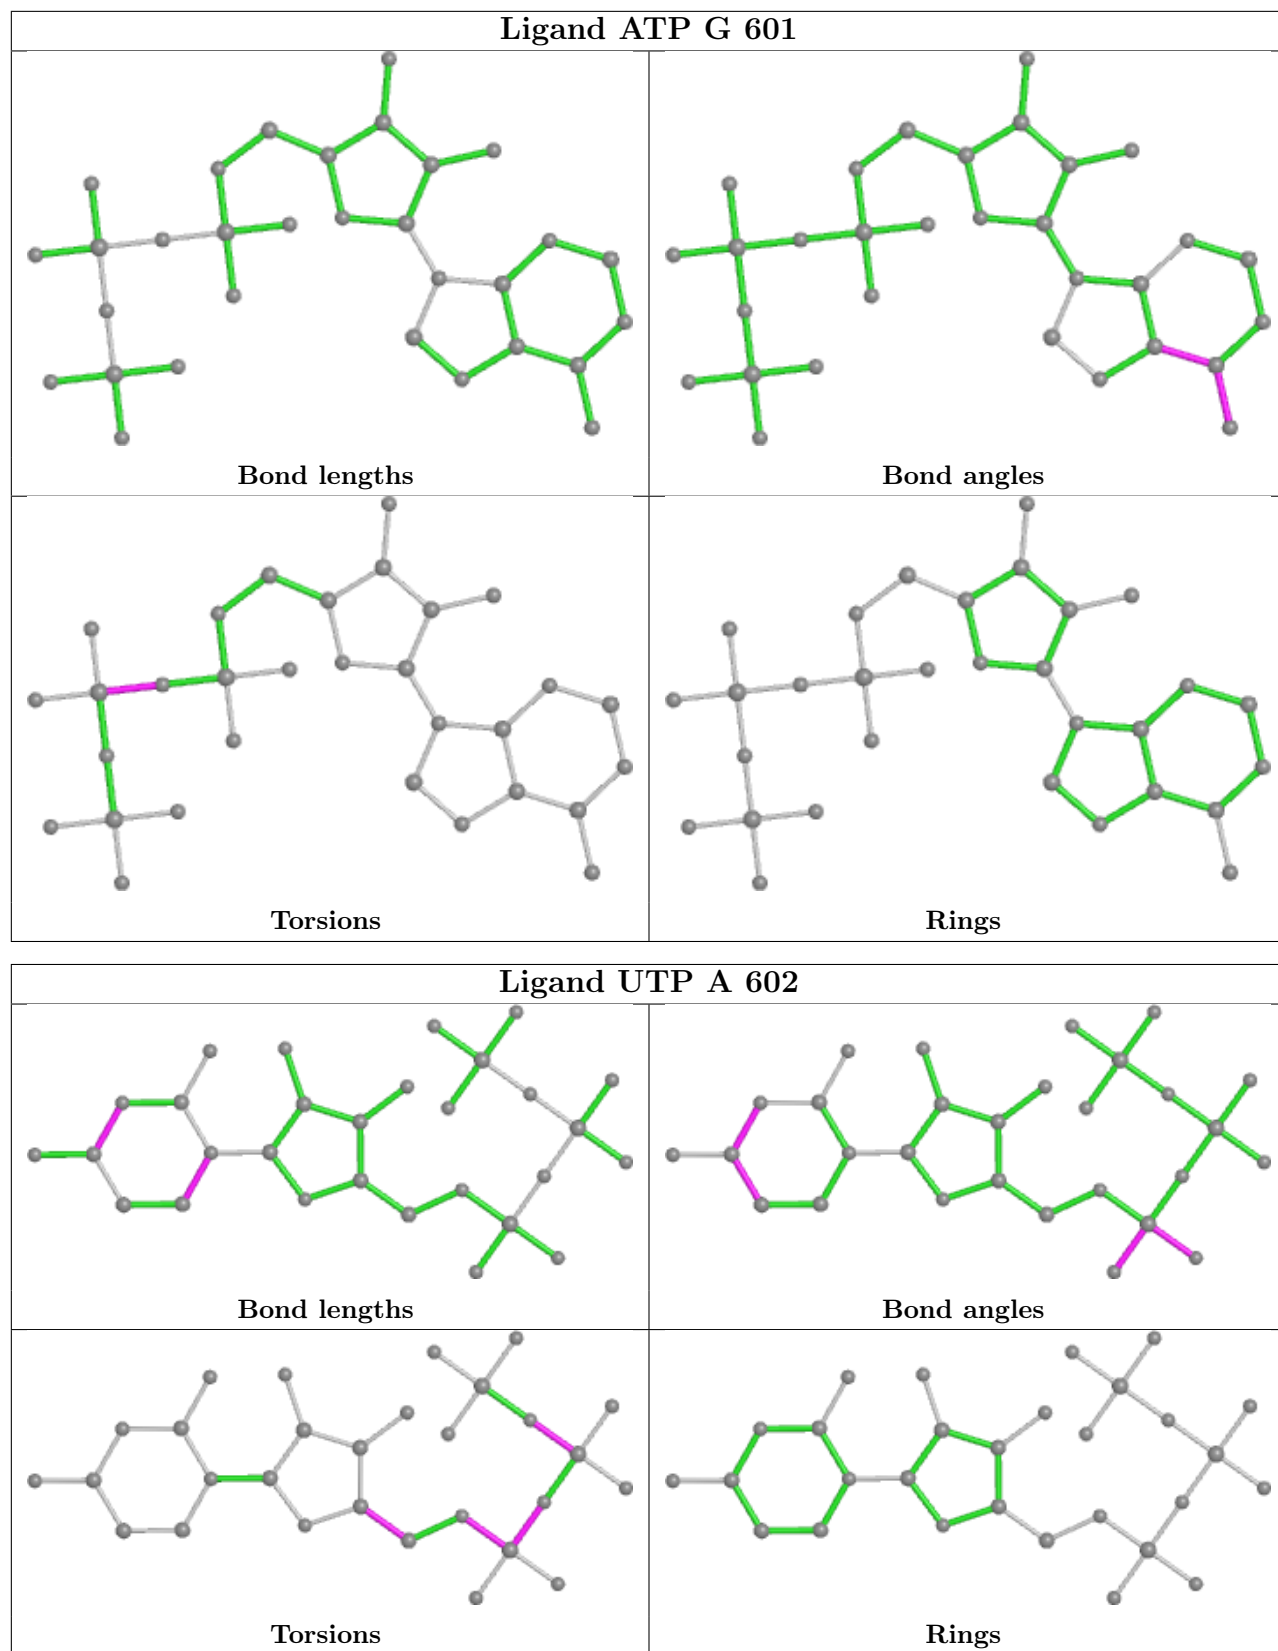 Ligand ATP G 601
Bond lengths
Bond angles
Torsions
Rings
Ligand UTP A 602
Bond lengths
Bond angles
Torsions
Rings